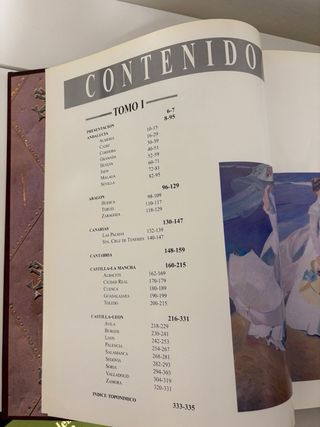 CONTENIDO
TOMO I
PRESENTACION 6-7
ANDALUCIA 8-95
ALMERIA 10-15
CADIZ 16-29
CORDOBA 30-39
GRANADA 40-51
HUELVA 52-59
JAEN 60-71
MALAGA 72-81
SEVILLA 82-95
ARAGON 96-129
HUESCA 98-109
TERUEL 110-117
ZARAGOZA 118-129
CANARIAS 130-147
LAS PALMAS 132-139
STA. CRUZ DE TENERIFE 140-147
CANTABRIA 148-159
CASTILLA-LA MANCHA 160-215
ALBACETE 162-169
CIUDAD REAL 170-179
CUENCA 180-189
GUADALAJARA 190-199
TOLEDO 200-215
CASTILLA-LEON 216-331
AVILA 218-229
BURGOS 230-241
LEON 242-253
PALENCIA 254-267
SALAMANCA 268-281
SEGOVIA 282-293
SORIA 294-303
VALLADOLID 304-319
ZAMORA 320-331
INDICE TOPONIMICO 333-335